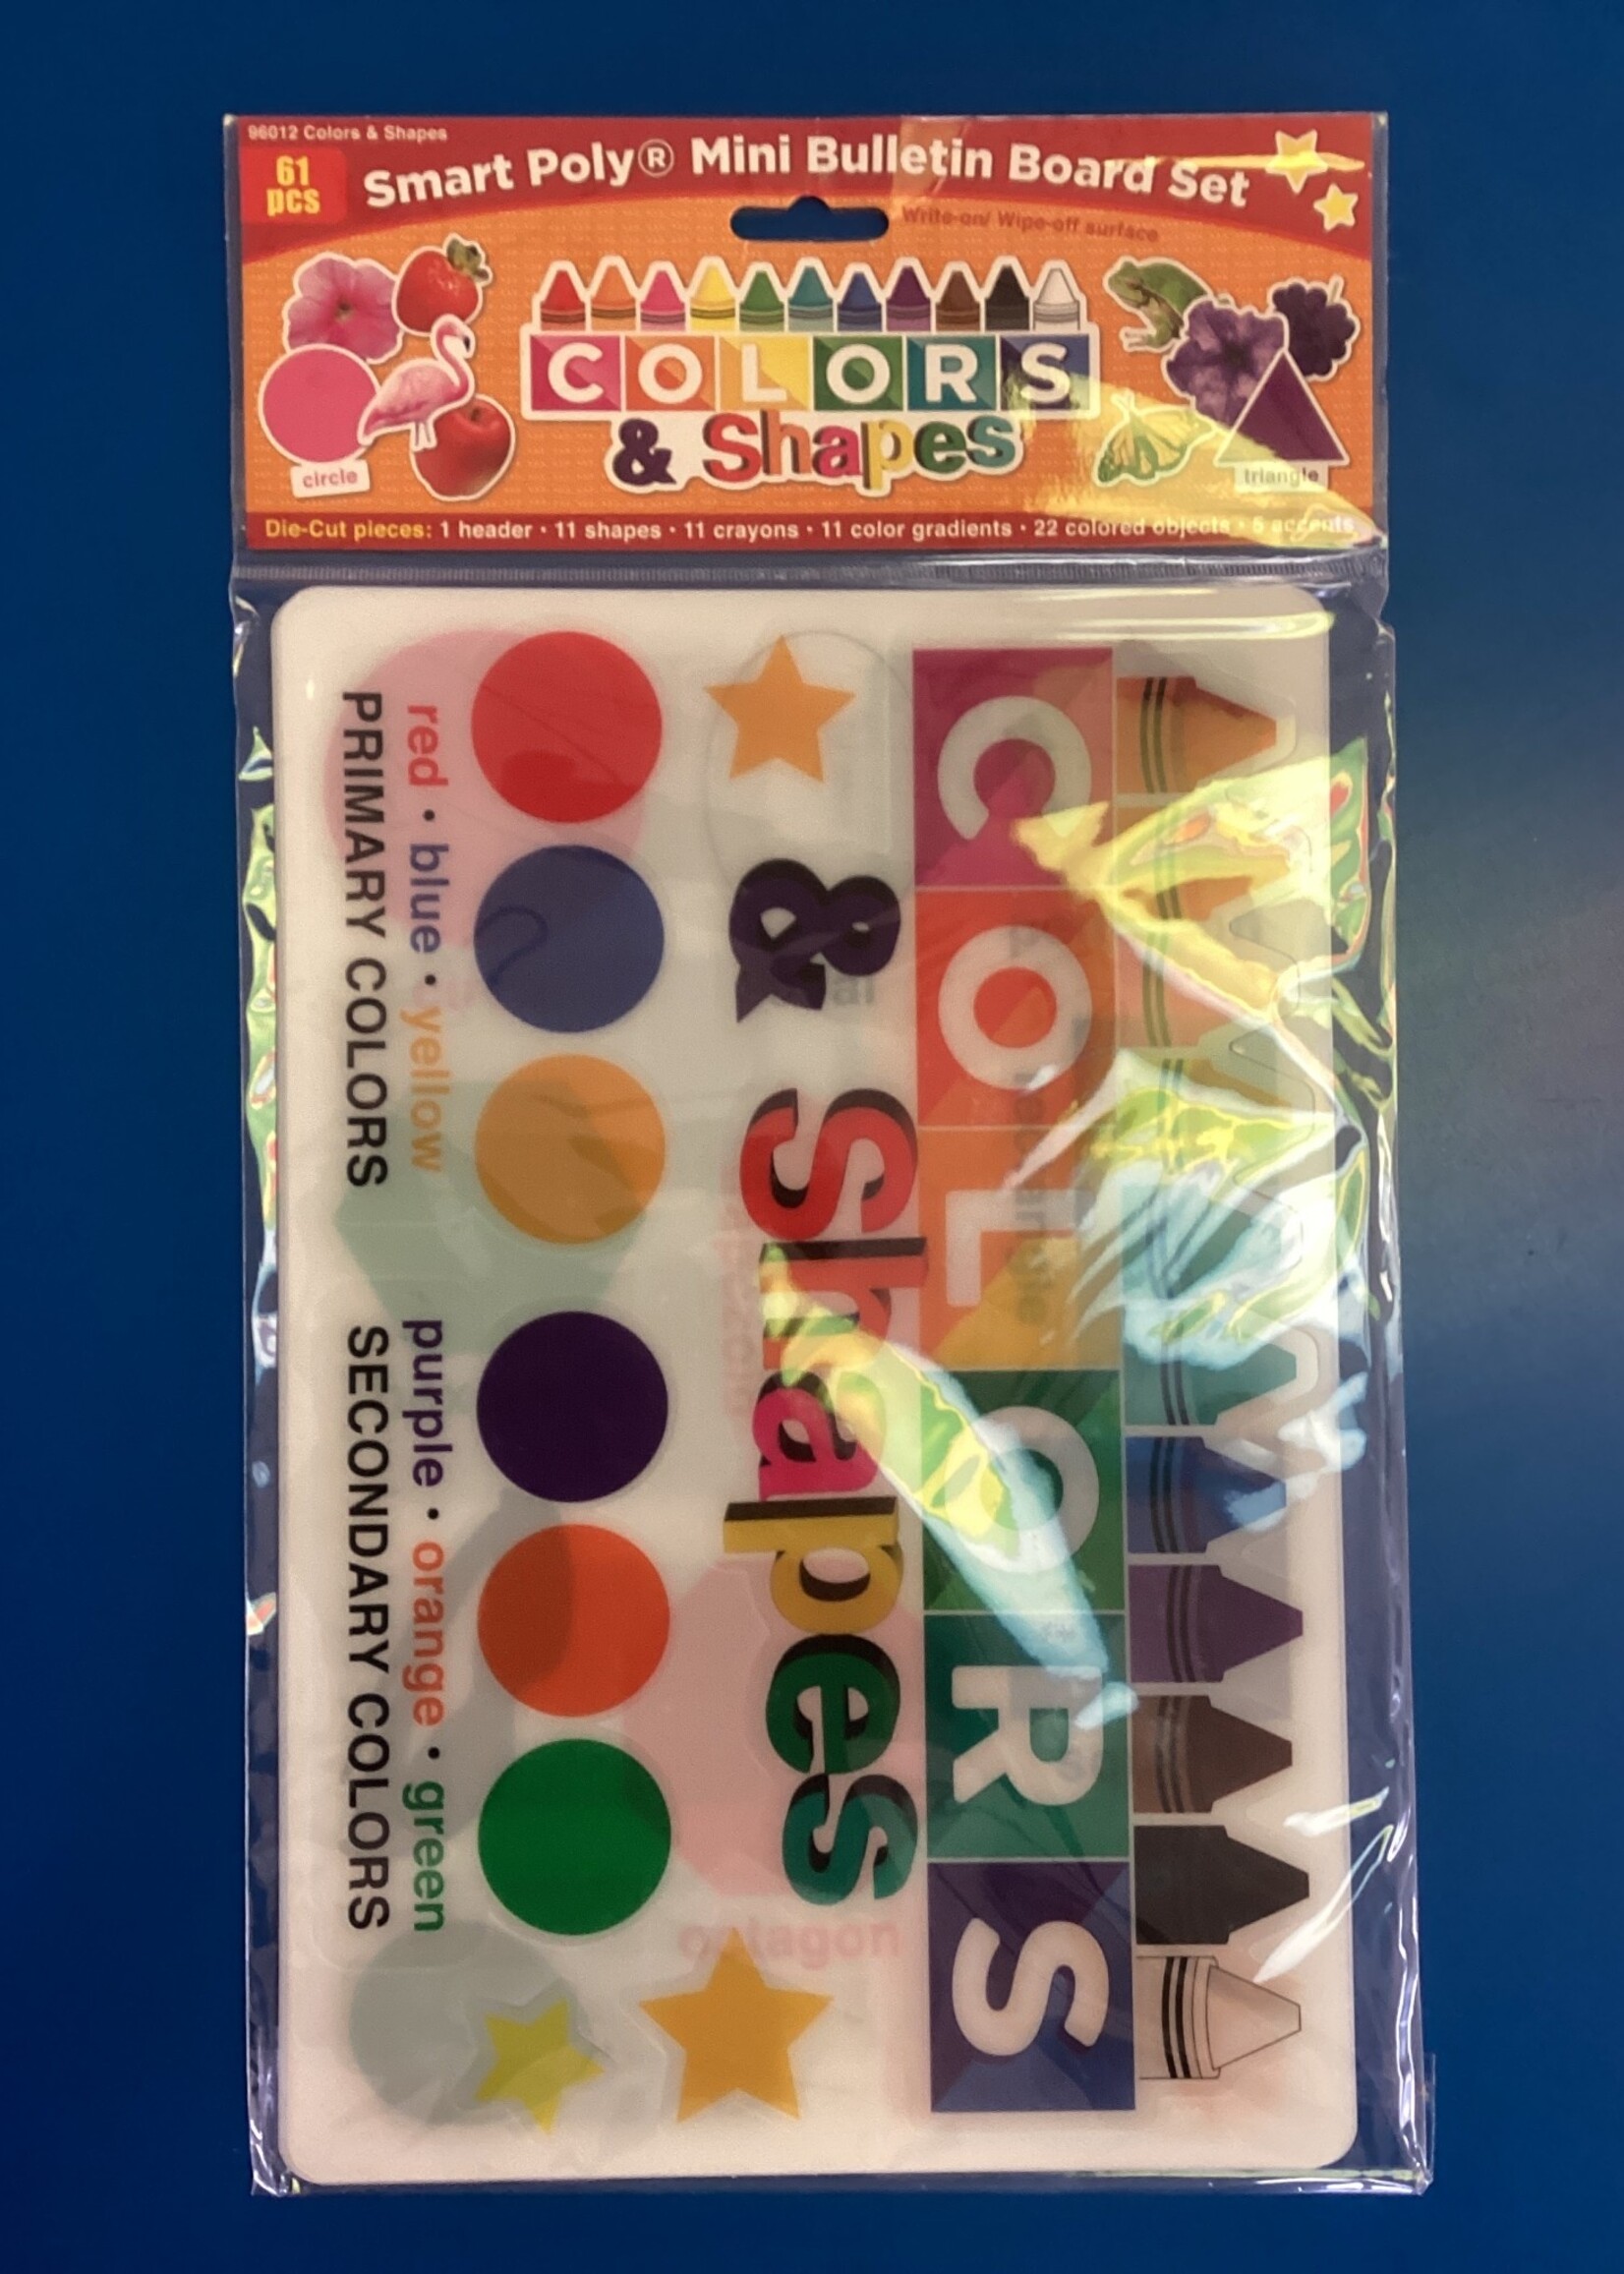 96012 Colors & Shapes
61
pcs
Smart Poly® Mini Bulletin Board Set
Write-on/ Wipe-off surface
COLORS
& Shapes
circle
triangle
Die-Cut pieces: 1 header • 11 shapes • 11 crayons • 11 color gradients • 22 colored objects • 5 accents
COLORS
& Shapes
red • blue • yellow
PRIMARY COLORS
purple • orange • green
SECONDARY COLORS
octagon